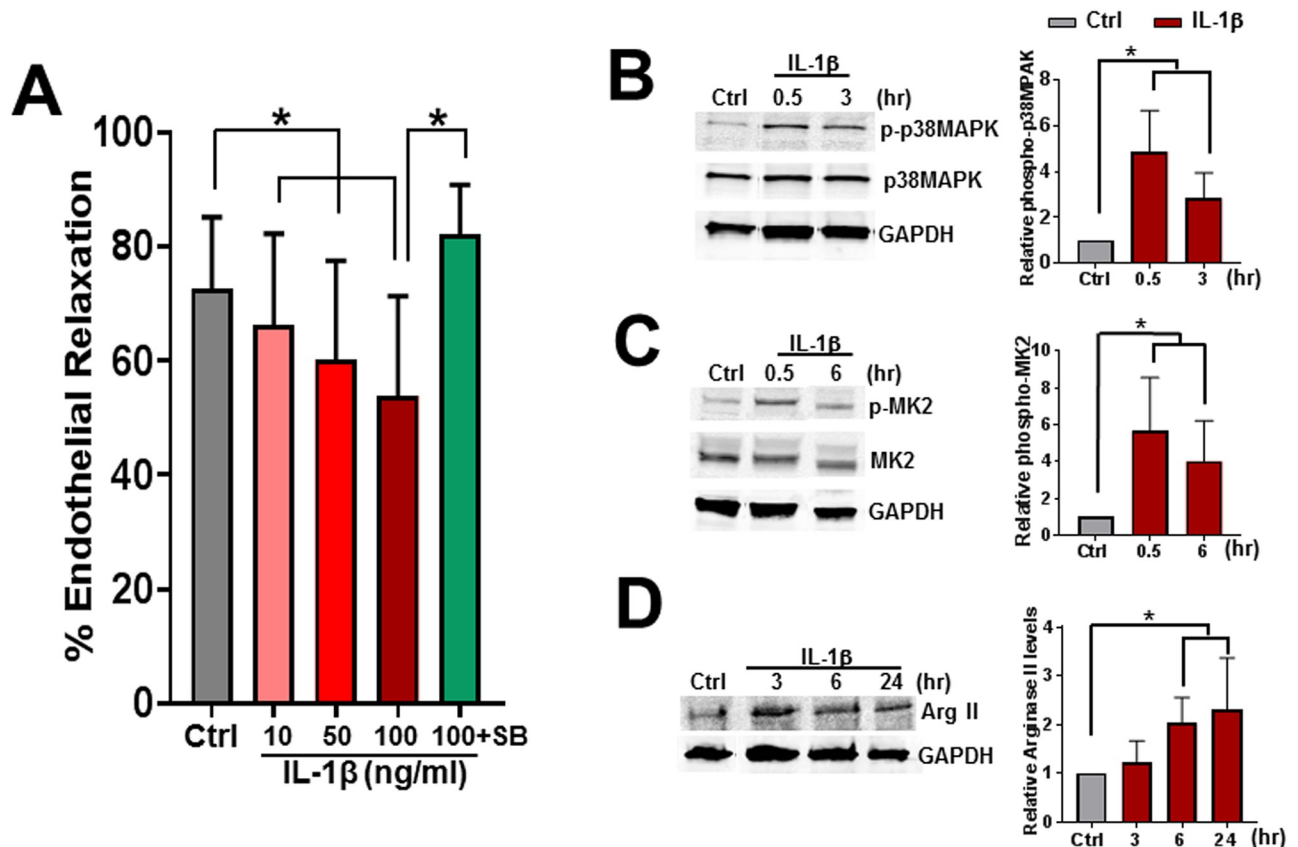 A
% Endothelial Relaxation
100
80
60
40
20
0
*
*
Ctrl
10
50
100
100+SB
IL-1β (ng/ml)
B
IL-1β
Ctrl 0.5 3 (hr)
p-p38MAPK
p38MAPK
GAPDH
Ctrl IL-1β
Relative phospho-p38MPAK
8
6
4
2
0
*
Ctrl 0.5 3 (hr)
C
IL-1β
Ctrl 0.5 6 (hr)
p-MK2
MK2
GAPDH
Relative phospho-MK2
10
8
6
4
2
0
*
Ctrl 0.5 6 (hr)
D
IL-1β
Ctrl 3 6 24 (hr)
Arg II
GAPDH
Relative Arginase II levels
4
3
2
1
0
*
Ctrl 3 6 24 (hr)